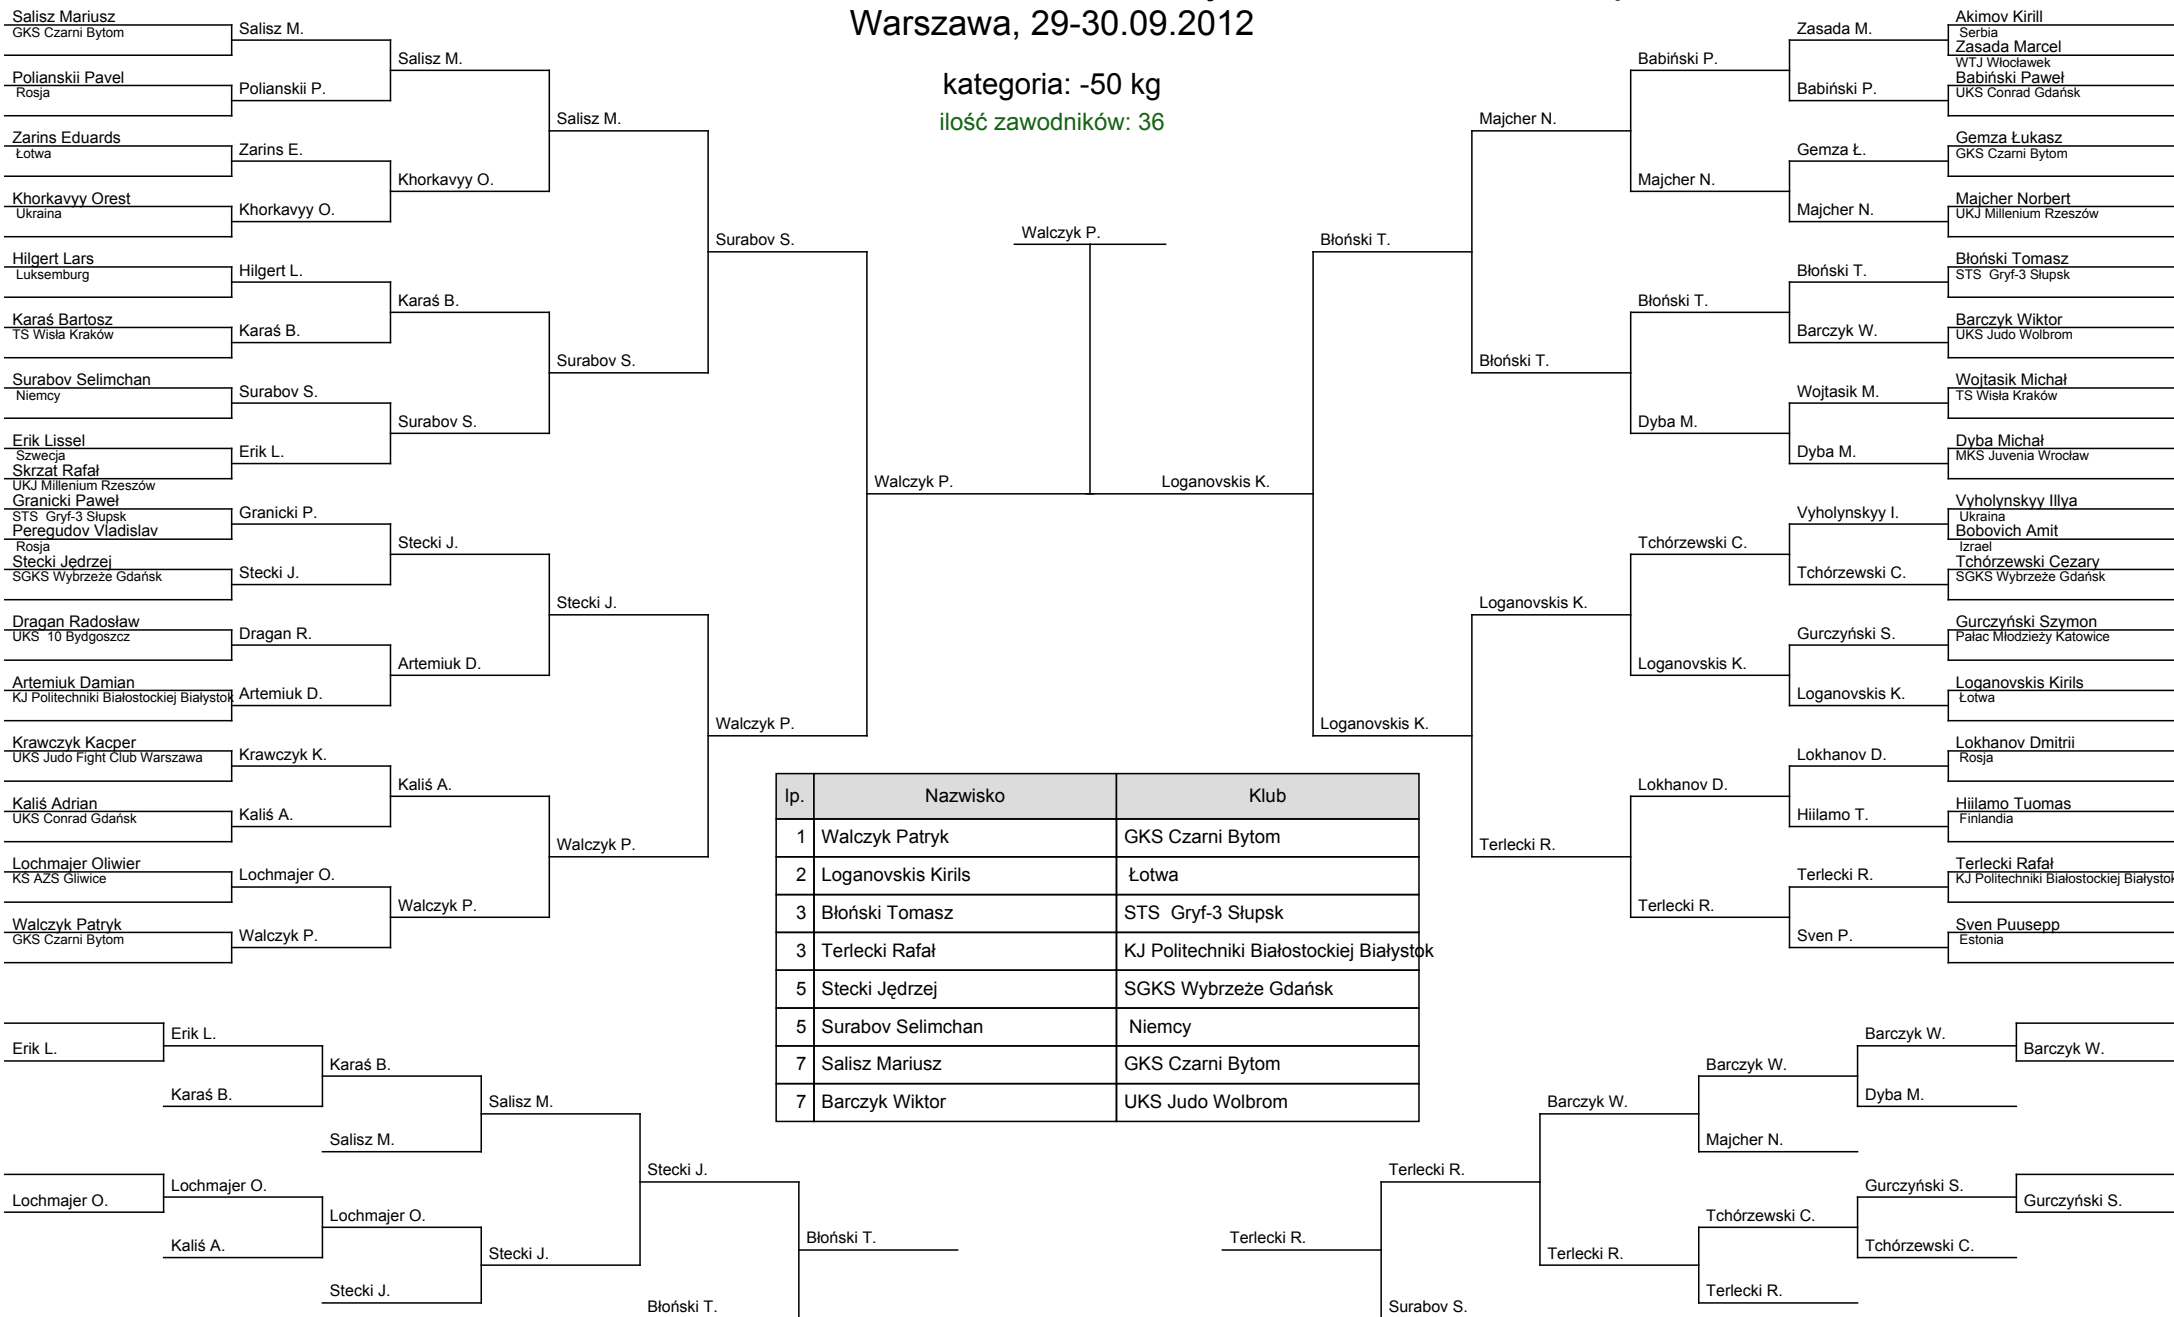 Warszawa, 29-30.09.2012
kategoria: -50 kg
ilość zawodników: 36
Salisz Mariusz
GKS Czarni Bytom
Polianskii Pavel
Rosja
Zarins Eduards
Łotwa
Khorkavyy Orest
Ukraina
Hilgert Lars
Luksemburg
Karaś Bartosz
TS Wisła Kraków
Surabov Selimchan
Niemcy
Erik Lissel
Szwecja
Skrzat Rafał
UKJ Millenium Rzeszów
Granicki Paweł
STS Gryf-3 Słupsk
Peregudov Vladislav
Rosja
Stecki Jędrzej
SGKS Wybrzeże Gdańsk
Dragan Radosław
UKS 10 Bydgoszcz
Artemiuk Damian
KJ Politechniki Białostockiej Białystok
Krawczyk Kacper
UKS Judo Fight Club Warszawa
Kaliś Adrian
UKS Conrad Gdańsk
Lochmajer Oliwier
KS AZS Gliwice
Walczyk Patryk
GKS Czarni Bytom
Salisz M.
Polianskii P.
Zarins E.
Khorkavyy O.
Hilgert L.
Karaś B.
Surabov S.
Erik L.
Granicki P.
Stecki J.
Dragan R.
Artemiuk D.
Krawczyk K.
Kaliś A.
Lochmajer O.
Walczyk P.
Salisz M.
Khorkavyy O.
Karaś B.
Surabov S.
Stecki J.
Artemiuk D.
Kaliś A.
Walczyk P.
Salisz M.
Surabov S.
Stecki J.
Walczyk P.
Surabov S.
Walczyk P.
Walczyk P.
Walczyk P.
Loganovskis K.
Błoński T.
Loganovskis K.
Majcher N.
Błoński T.
Loganovskis K.
Terlecki R.
Babiński P.
Majcher N.
Błoński T.
Dyba M.
Tchórzewski C.
Loganovskis K.
Lokhanov D.
Terlecki R.
Zasada M.
Babiński P.
Gemza Ł.
Majcher N.
Błoński T.
Barczyk W.
Wojtasik M.
Dyba M.
Vyholynskyy I.
Tchórzewski C.
Gurczyński S.
Loganovskis K.
Lokhanov D.
Hiilamo T.
Terlecki R.
Sven P.
Akimov Kirill
Serbia
Zasada Marcel
WTJ Włocławek
Babiński Paweł
UKS Conrad Gdańsk
Gemza Łukasz
GKS Czarni Bytom
Majcher Norbert
UKJ Millenium Rzeszów
Błoński Tomasz
STS Gryf-3 Słupsk
Barczyk Wiktor
UKS Judo Wolbrom
Wojtasik Michał
TS Wisła Kraków
Dyba Michał
MKS Juvenia Wrocław
Vyholynskyy Illya
Ukraina
Bobovich Amit
Izrael
Tchórzewski Cezary
SGKS Wybrzeże Gdańsk
Gurczyński Szymon
Pałac Młodzieży Katowice
Loganovskis Kirils
Łotwa
Lokhanov Dmitrii
Rosja
Hiilamo Tuomas
Finlandia
Terlecki Rafał
KJ Politechniki Białostockiej Białystok
Sven Puusepp
Estonia
lp. Nazwisko Klub
1 Walczyk Patryk GKS Czarni Bytom
2 Loganovskis Kirils Łotwa
3 Błoński Tomasz STS Gryf-3 Słupsk
3 Terlecki Rafał KJ Politechniki Białostockiej Białystok
5 Stecki Jędrzej SGKS Wybrzeże Gdańsk
5 Surabov Selimchan Niemcy
7 Salisz Mariusz GKS Czarni Bytom
7 Barczyk Wiktor UKS Judo Wolbrom
Erik L.
Lochmajer O.
Erik L.
Karaś B.
Lochmajer O.
Kaliś A.
Karaś B.
Salisz M.
Lochmajer O.
Stecki J.
Salisz M.
Stecki J.
Stecki J.
Błoński T.
Błoński T.
Terlecki R.
Terlecki R.
Surabov S.
Barczyk W.
Terlecki R.
Barczyk W.
Majcher N.
Tchórzewski C.
Terlecki R.
Barczyk W.
Dyba M.
Gurczyński S.
Tchórzewski C.
Barczyk W.
Gurczyński S.